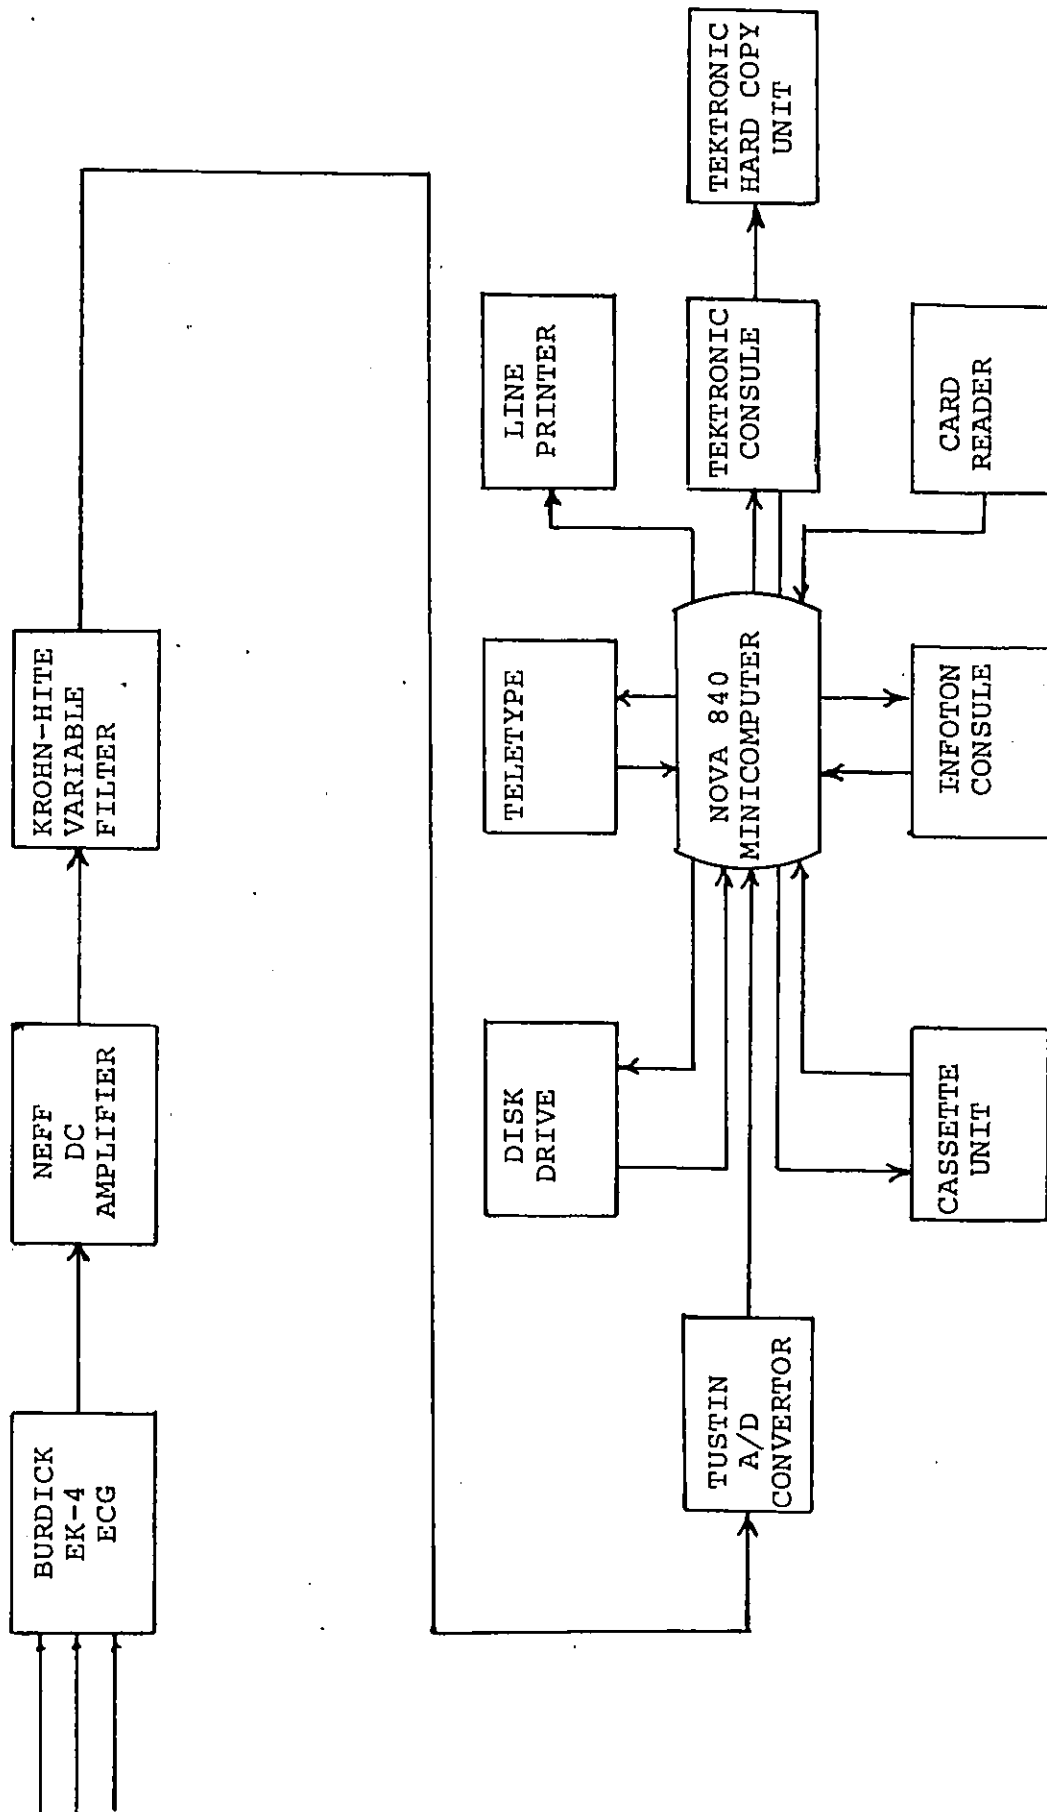 BURDICK
EK-4
ECG
NEFF
DC
AMPLIFIER
KROHN-HITE
VARIABLE
FILTER
TUSTIN
A/D
CONVERTOR
DISK
DRIVE
TELETYPE
LINE
PRINTER
NOVA 840
MINICOMPUTER
TEKTRONIC
CONSULE
TEKTRONIC
HARD COPY
UNIT
CASSETTE
UNIT
INFOTON
CONSULE
CARD
READER